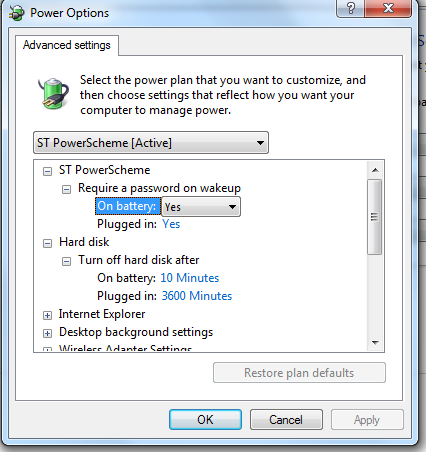 Power Options
?
Advanced settings
Select the power plan that you want to customize, and
then choose settings that reflect how you want your
computer to manage power.
ST PowerScheme [Active]
ST PowerScheme
Require a password on wakeup
On battery: Yes
Plugged in: Yes
Hard disk
Turn off hard disk after
On battery: 10 Minutes
Plugged in: 3600 Minutes
Internet Explorer
Desktop background settings
Wireless Adapter Settings
Restore plan defaults
OK Cancel Apply